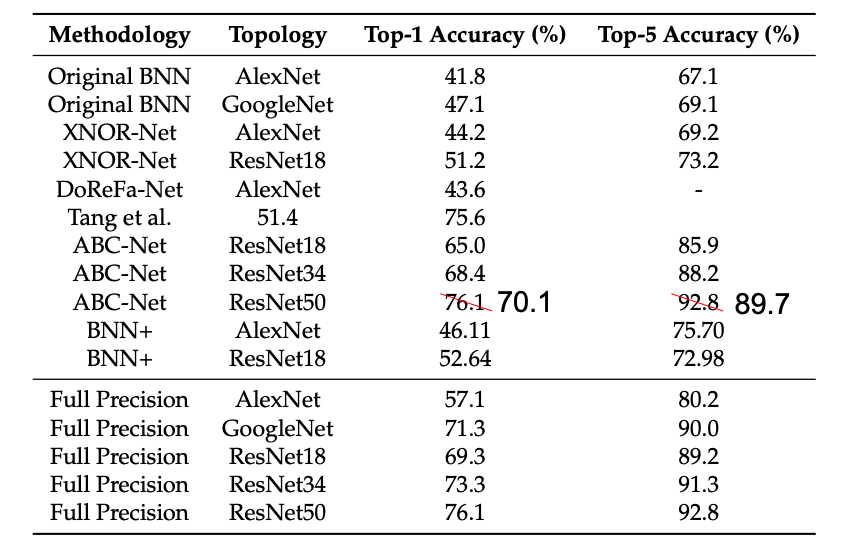 Methodology Topology Top-1 Accuracy (%) Top-5 Accuracy (%)
Original BNN AlexNet 41.8 67.1
Original BNN GoogleNet 47.1 69.1
XNOR-Net AlexNet 44.2 69.2
XNOR-Net ResNet18 51.2 73.2
DoReFa-Net AlexNet 43.6 -
Tang et al. 51.4 75.6
ABC-Net ResNet18 65.0 85.9
ABC-Net ResNet34 68.4 88.2
ABC-Net ResNet50 76.1 70.1 92.8 89.7
BNN+ AlexNet 46.11 75.70
BNN+ ResNet18 52.64 72.98
Full Precision AlexNet 57.1 80.2
Full Precision GoogleNet 71.3 90.0
Full Precision ResNet18 69.3 89.2
Full Precision ResNet34 73.3 91.3
Full Precision ResNet50 76.1 92.8